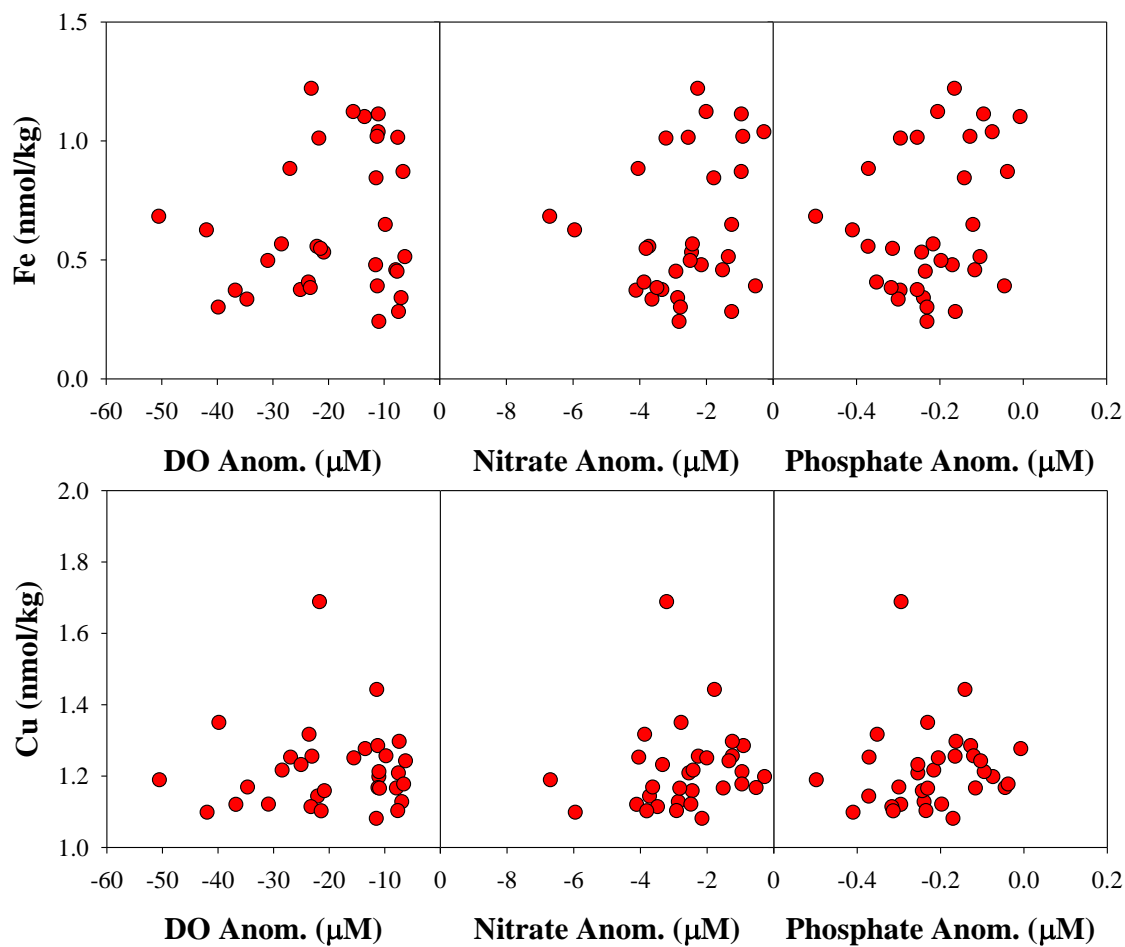 1.5
1.0
0.5
0.0
Fe (nmol/kg)
-60 -50 -40 -30 -20 -10 0 -8 -6 -4 -2 0 -0.4 -0.2 0.0 0.2
DO Anom. (μM) Nitrate Anom. (μM) Phosphate Anom. (μM)
2.0
1.8
1.6
1.4
1.2
1.0
Cu (nmol/kg)
-60 -50 -40 -30 -20 -10 0 -8 -6 -4 -2 0 -0.4 -0.2 0.0 0.2
DO Anom. (μM) Nitrate Anom. (μM) Phosphate Anom. (μM)